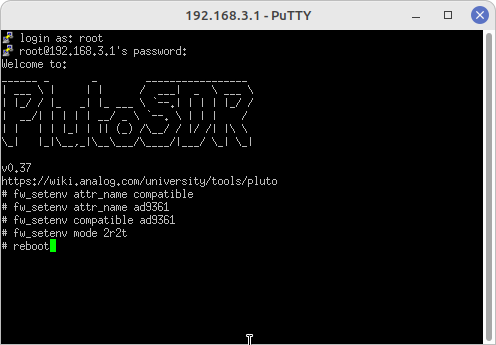 192.168.3.1 - PuTTY
login as: root
root@192.168.3.1's password:
Welcome to:
PlutoSDR
v0.37
https://wiki.analog.com/university/tools/pluto
# fw_setenv attr_name compatible
# fw_setenv attr_name ad9361
# fw_setenv compatible ad9361
# fw_setenv mode 2r2t
# reboot